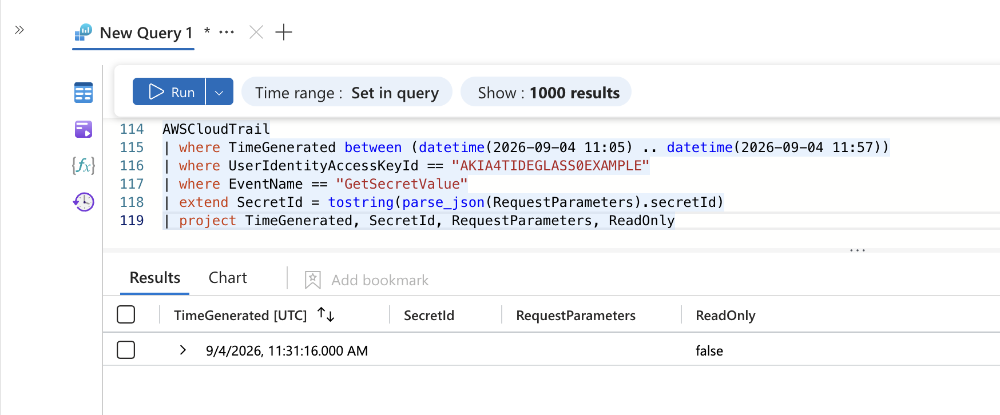 New Query 1 * ···
Run
Time range : Set in query
Show : 1000 results
114 AWSCloudTrail
115 | where TimeGenerated between (datetime(2026-09-04 11:05) .. datetime(2026-09-04 11:57))
116 | where UserIdentityAccessKeyId == "AKIA4TIDEGLASS0EXAMPLE"
117 | where EventName == "GetSecretValue"
118 | extend SecretId = tostring(parse_json(RequestParameters).secretId)
119 | project TimeGenerated, SecretId, RequestParameters, ReadOnly
Results Chart Add bookmark
TimeGenerated [UTC] SecretId RequestParameters ReadOnly
9/4/2026, 11:31:16.000 AM false